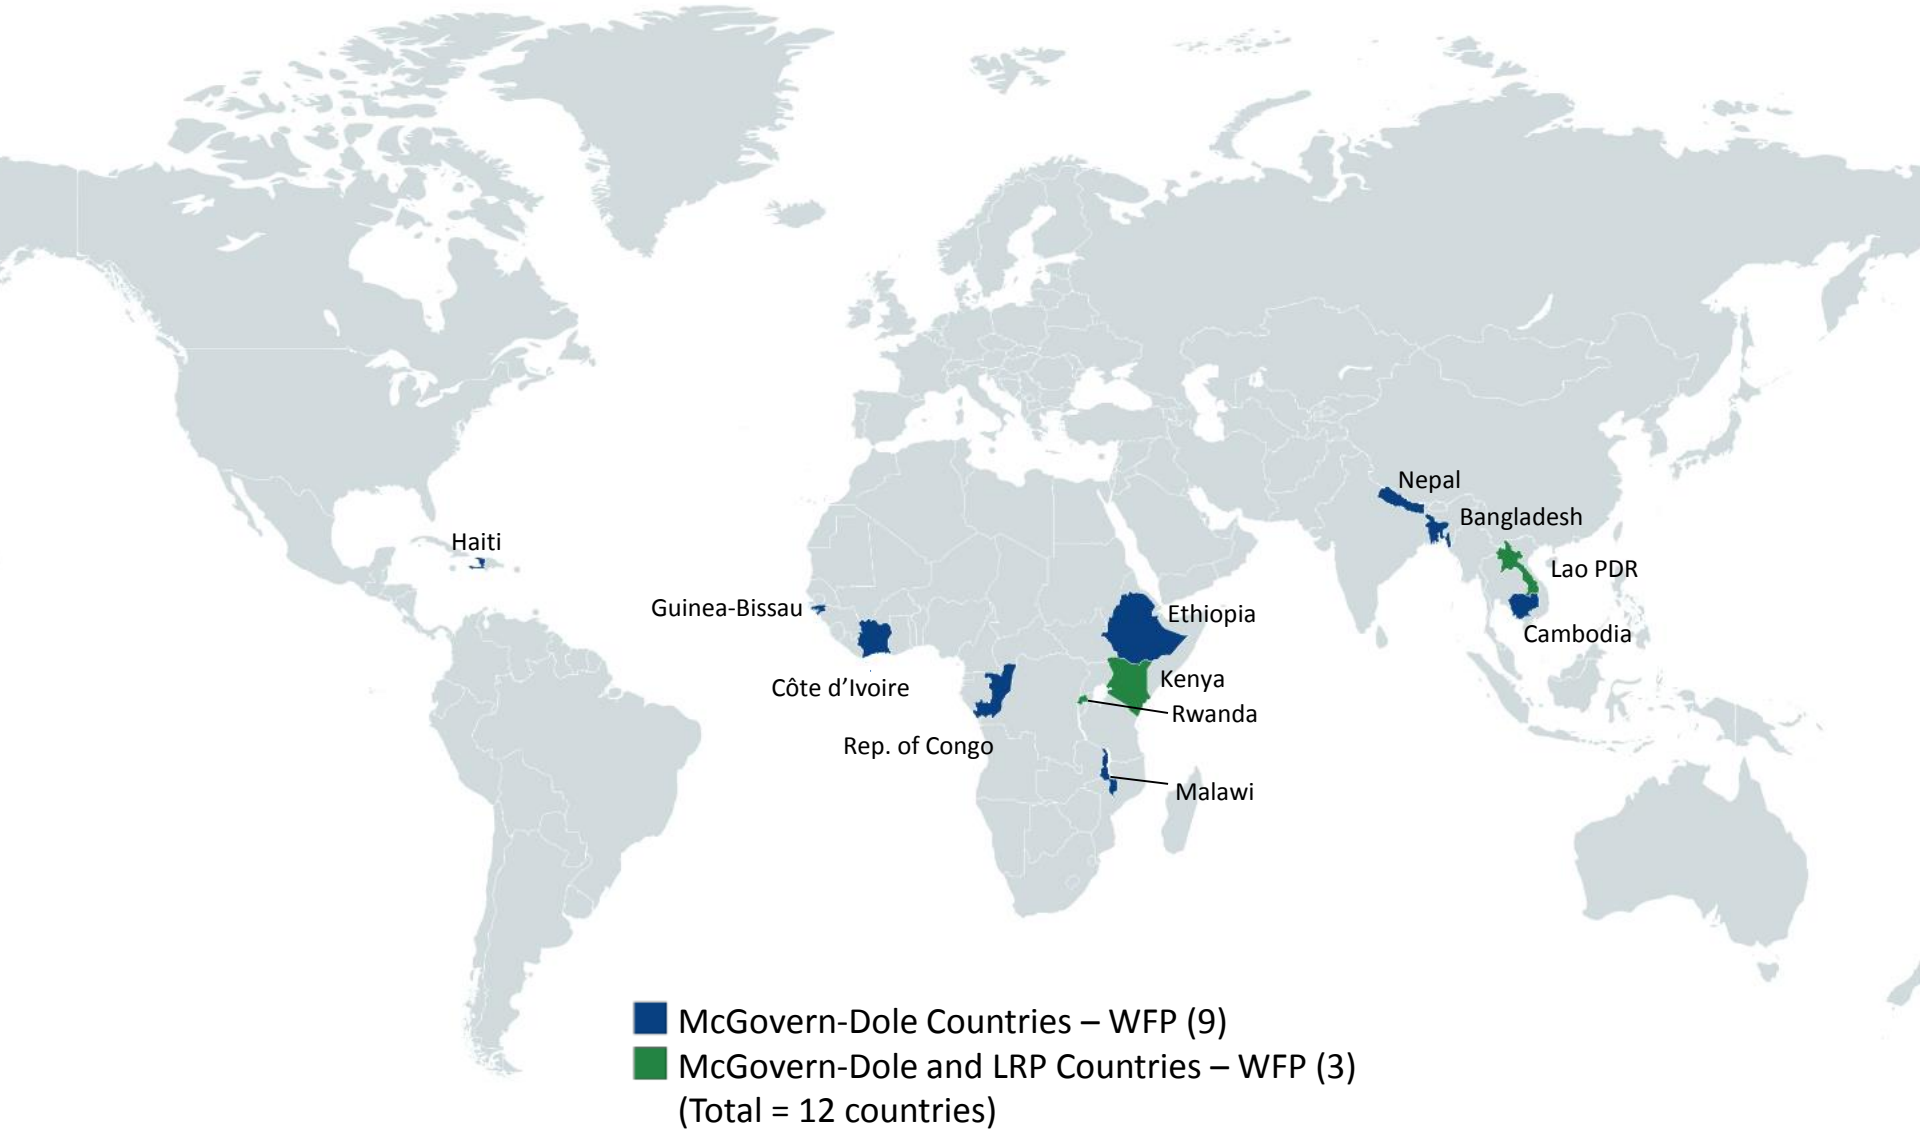 Nepal
Bangladesh
Haiti
Lao PDR
Guinea-Bissau
Ethiopia
Cambodia
Kenya
Côte d’Ivoire
Rwanda
Rep. of Congo
Malawi
McGovern-Dole Countries – WFP (9)
McGovern-Dole and LRP Countries – WFP (3)
(Total = 12 countries)